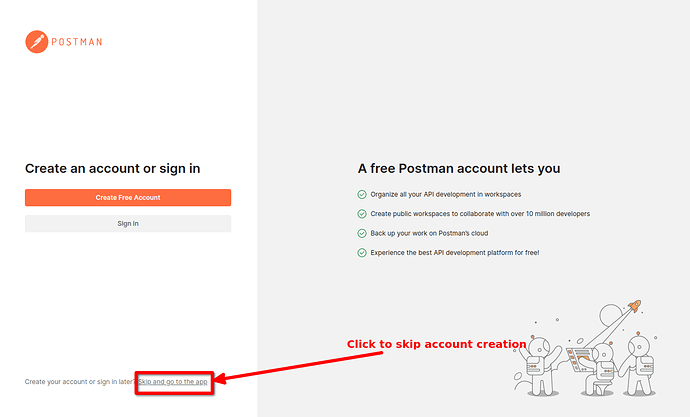 POSTMAN
Create an account or sign in
Create Free Account
Sign in
Create your account or sign in later? Skip and go to the app
A free Postman account lets you
Organize all your API development in workspaces
Create public workspaces to collaborate with over 10 million developers
Back up your work on Postman's cloud
Experience the best API development platform for free!
Click to skip account creation